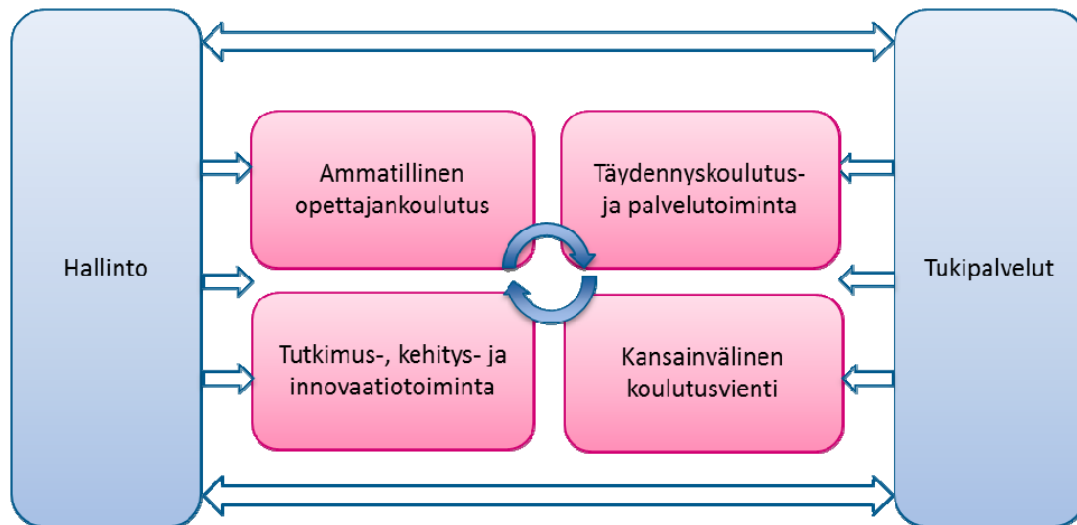 Hallinto
Ammatillinen
opettajankoulutus
Täydennyskoulutus-
ja palvelutoiminta
Tutkimus-, kehitys- ja
innovaatiotoiminta
Kansainvälinen
koulutusvienti
Tukipalvelut